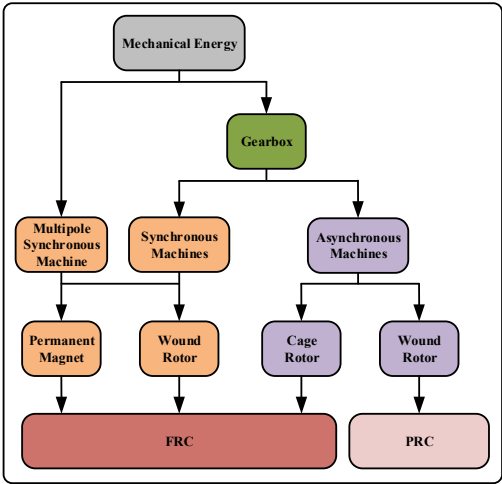 Mechanical Energy
Gearbox
Multipole
Synchronous
Machine
Synchronous
Machines
Asynchronous
Machines
Permanent
Magnet
Wound
Rotor
Cage
Rotor
Wound
Rotor
FRC
PRC